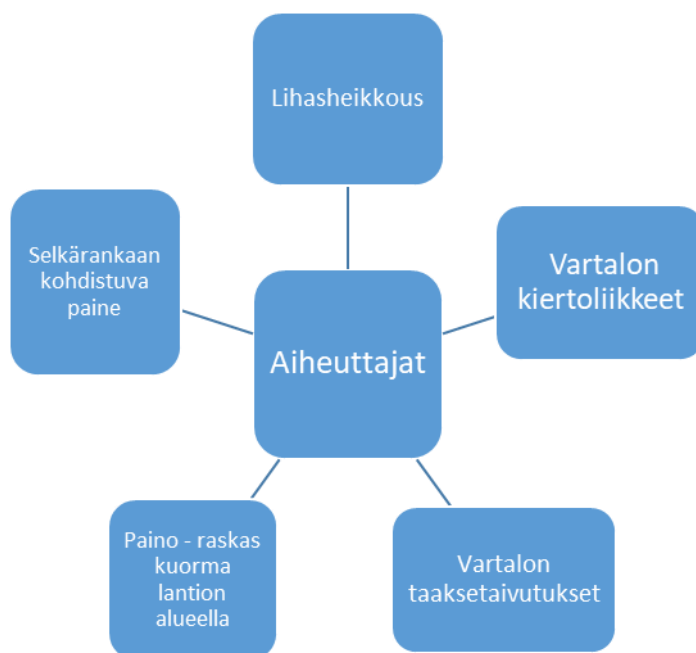 Lihasheikkous
Vartalon
kiertoliikkeet
Selkärankaan
kohdistuva
paine
Aiheuttajat
Paino - raskas
kuorma
lantion
alueella
Vartalon
taaksetaivutukset